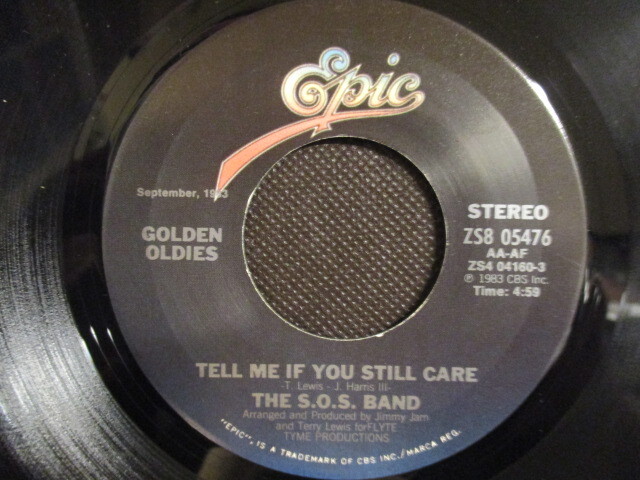 Epic
September, 1983
GOLDEN
OLDIES
STEREO
ZS8 05476
AA-AF
ZS4 04160-3
℗ 1983 CBS Inc.
Time: 4:59
TELL ME IF YOU STILL CARE
-T. Lewis - J. Harris III-
THE S.O.S. BAND
Arranged and Produced by Jimmy Jam
and Terry Lewis forFLYTE
TYME PRODUCTIONS
"EPIC", IS A TRADEMARK OF CBS INC./MARCA REG.